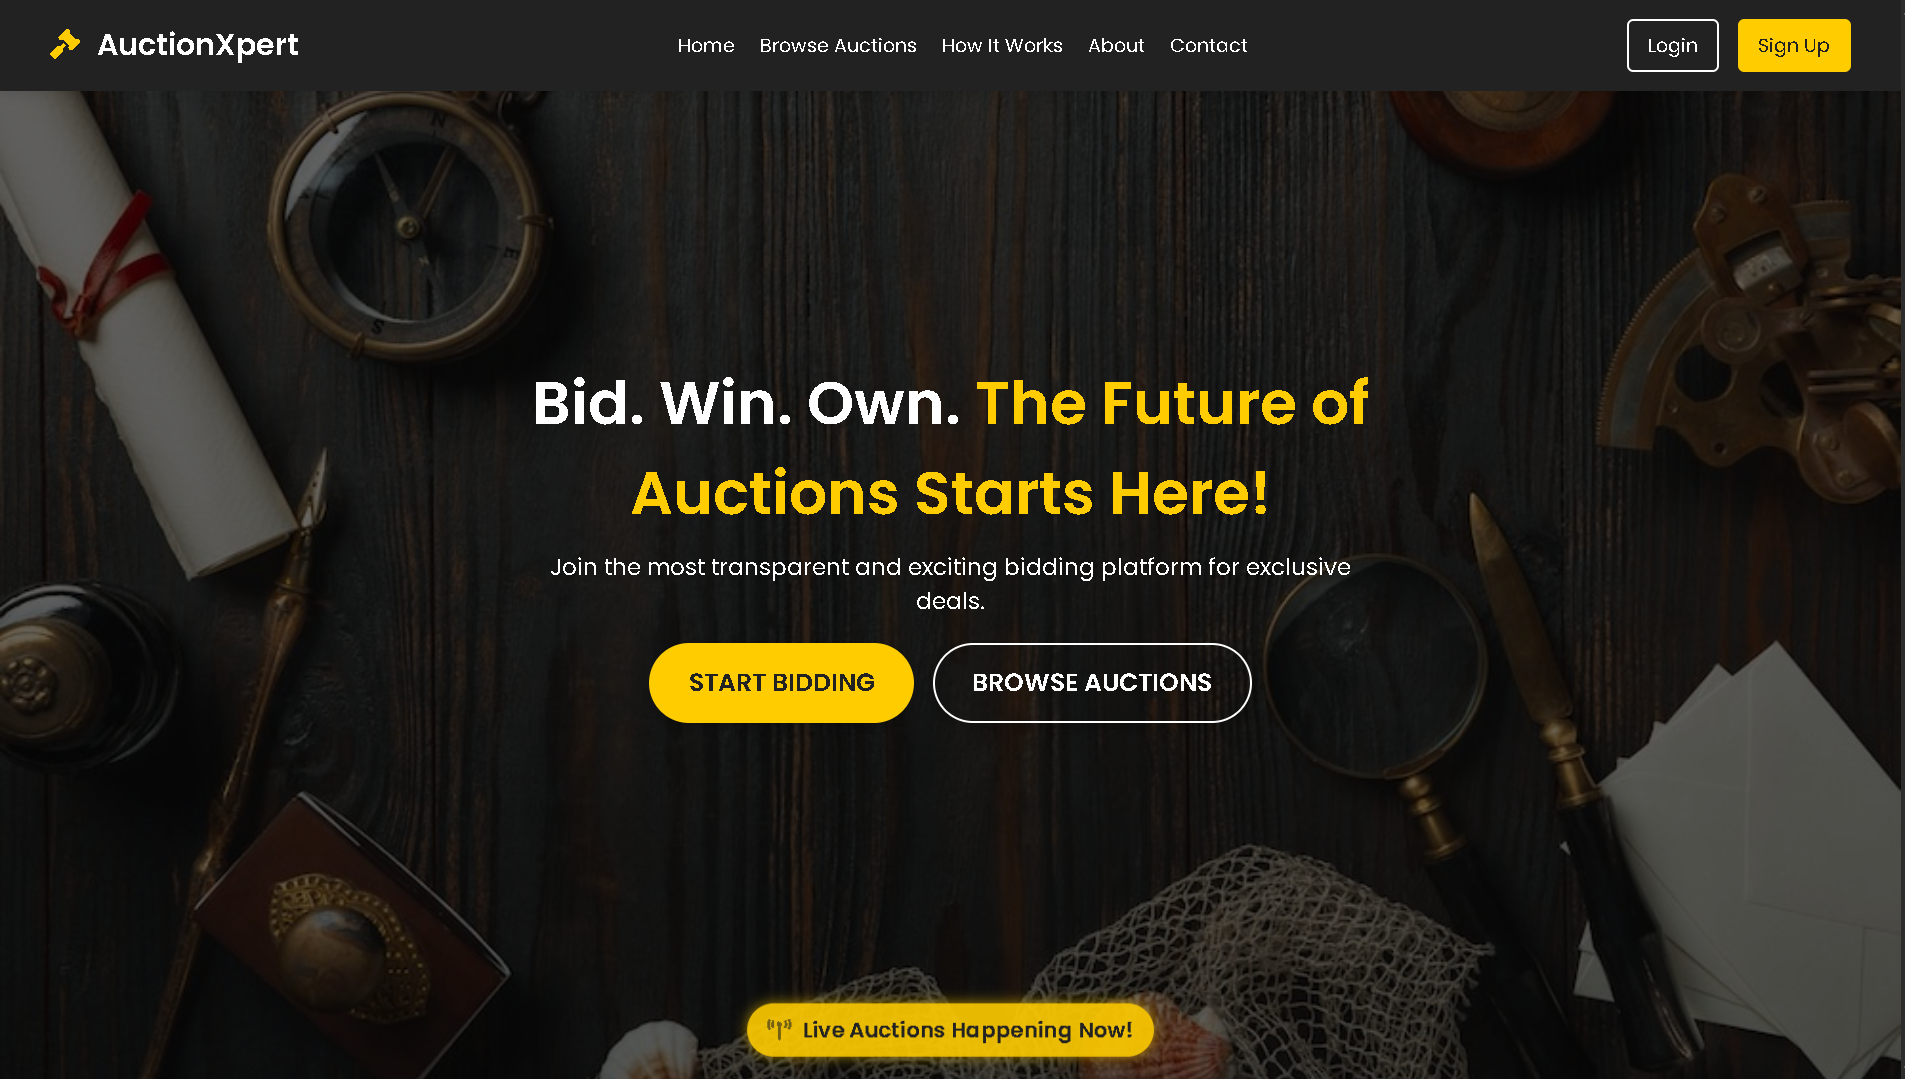 AuctionXpert
Home
Browse Auctions
How It Works
About
Contact
Login
Sign Up
N
E
S
Bid. Win. Own. The Future of
Auctions Starts Here!
Join the most transparent and exciting bidding platform for exclusive
deals.
START BIDDING
BROWSE AUCTIONS
Live Auctions Happening Now!